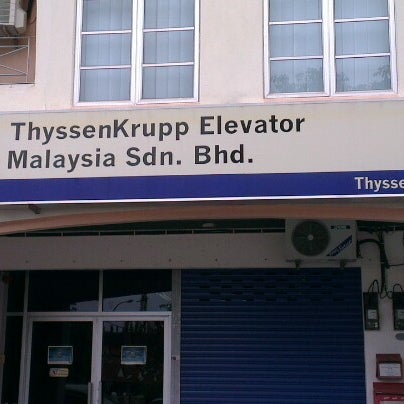 ThyssenKrupp Elevator
Malaysia Sdn. Bhd.
Thysse